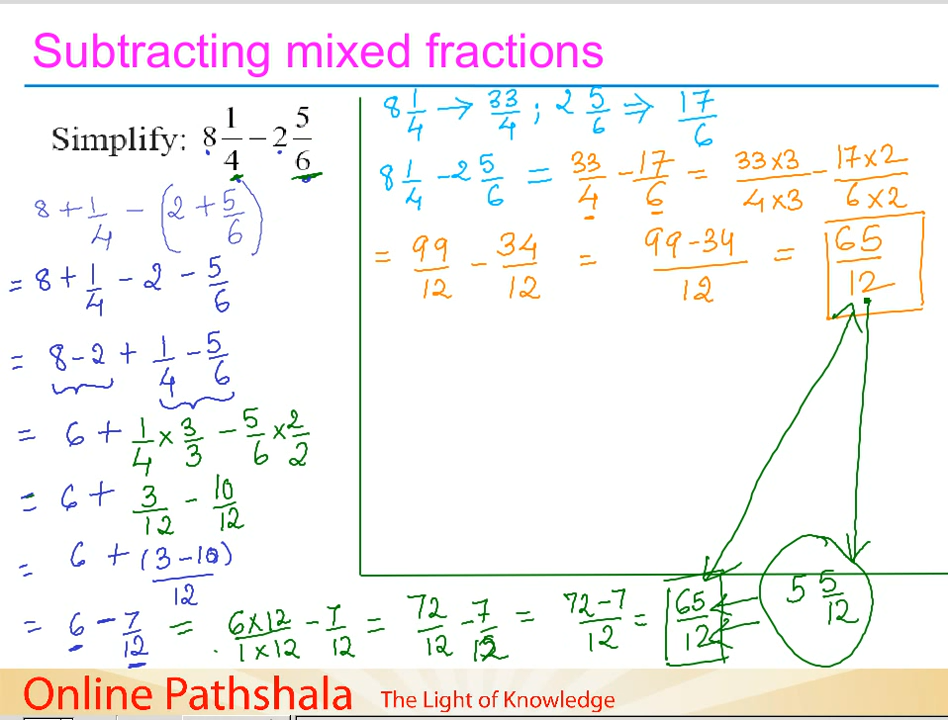 Subtracting mixed fractions
Simplify: 8 1/4 − 2 5/6
8 + 1/4 − (2 + 5/6)
= 8 + 1/4 − 2 − 5/6
= 8 − 2 + 1/4 − 5/6
= 6 + 1/4 × 3/3 − 5/6 × 2/2
= 6 + 3/12 − 10/12
= 6 + (3 − 10)/12
= 6 − 7/12 = 6×12/1×12 − 7/12 = 72/12 − 7/12 = 72−7/12 = 65/12 5 5/12
8 1/4 → 33/4 ; 2 5/6 ⇒ 17/6
8 1/4 − 2 5/6 = 33/4 − 17/6 = 33×3/4×3 − 17×2/6×2
= 99/12 − 34/12 = 99−34/12 = 65/12
Online Pathshala The Light of Knowledge